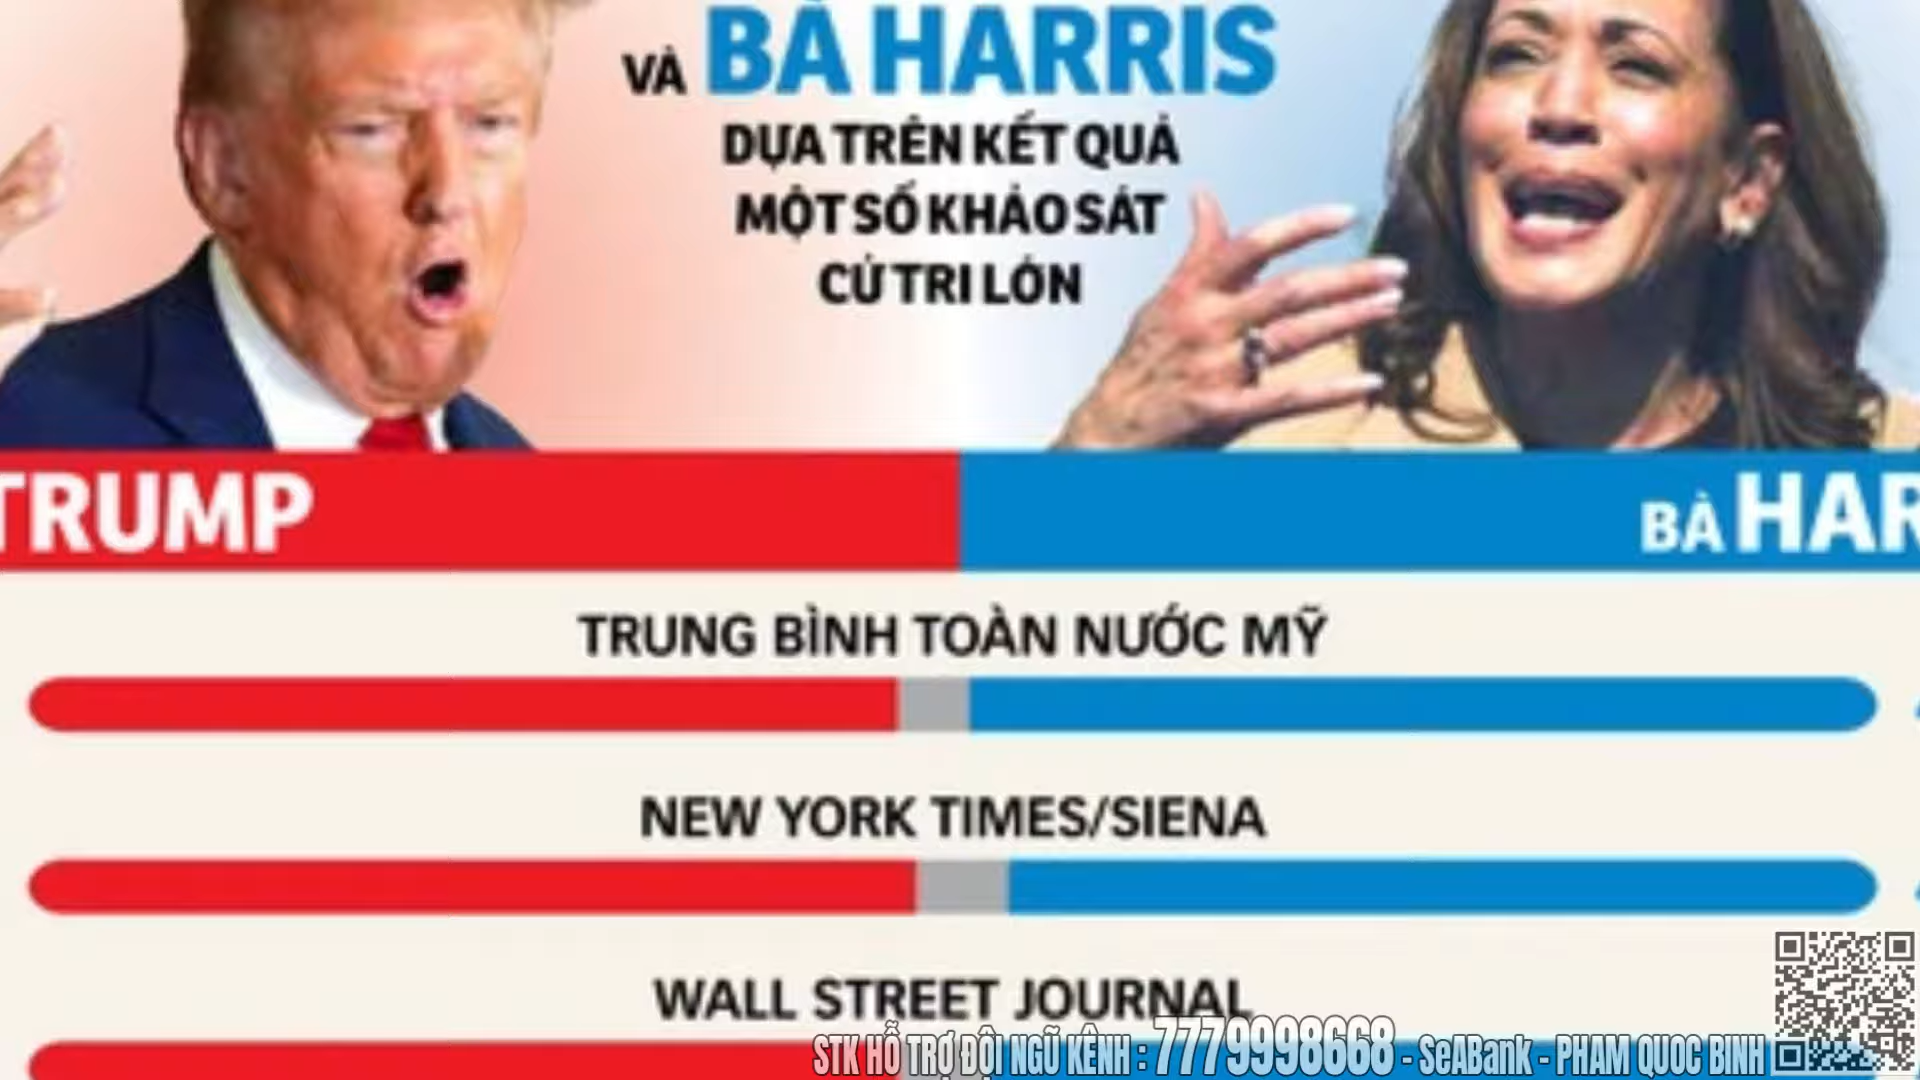 VÀ BÀ HARRIS
DỰA TRÊN KẾT QUẢ
MỘT SỐ KHẢO SÁT
CỬ TRI LỚN
TRUMP
BÀ HAR
TRUNG BÌNH TOÀN NƯỚC MỸ
NEW YORK TIMES/SIENA
WALL STREET JOURNAL
STK HỖ TRỢ ĐỘI NGŨ KÊNH : 7779998668 - SeABank - PHAM QUOC BINH